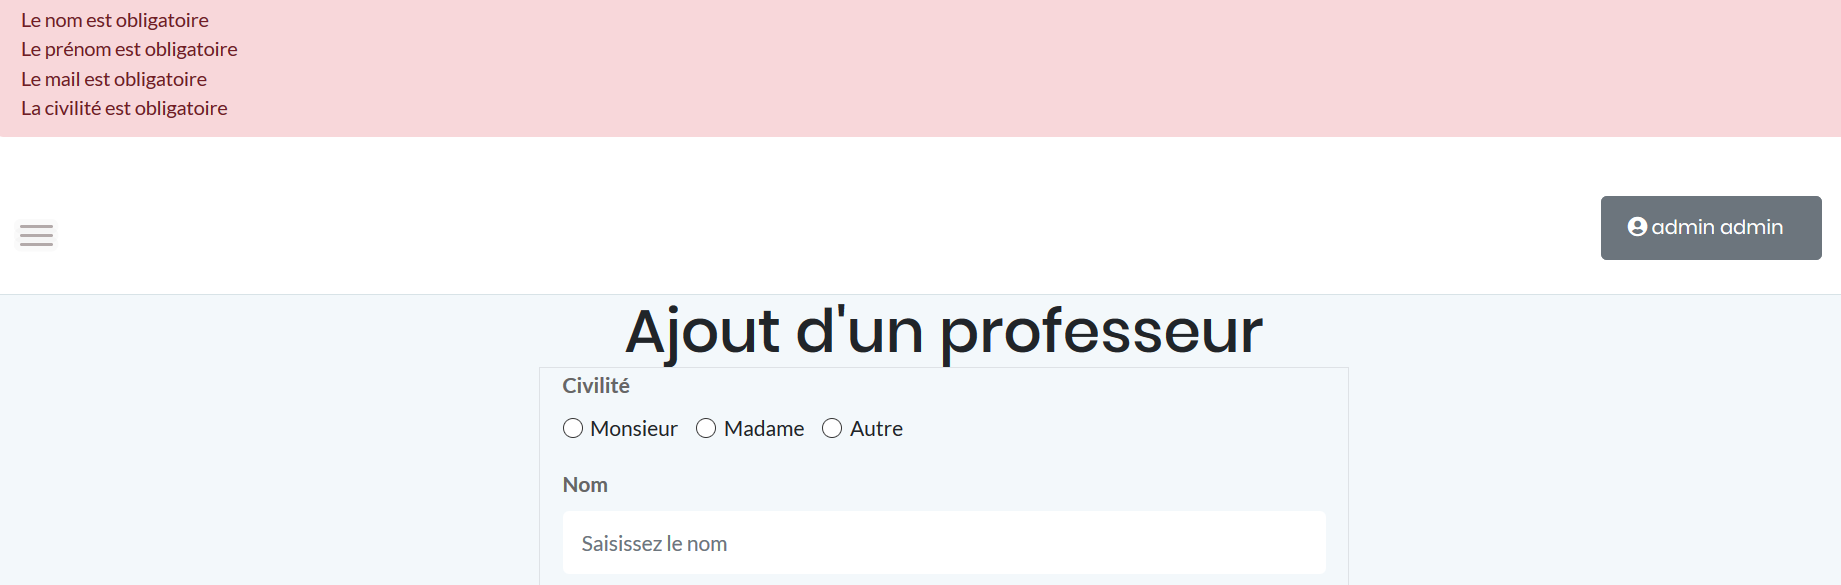 Le nom est obligatoire
Le prénom est obligatoire
Le mail est obligatoire
La civilité est obligatoire
admin admin
Ajout d'un professeur
Civilité
Monsieur Madame Autre
Nom
Saisissez le nom